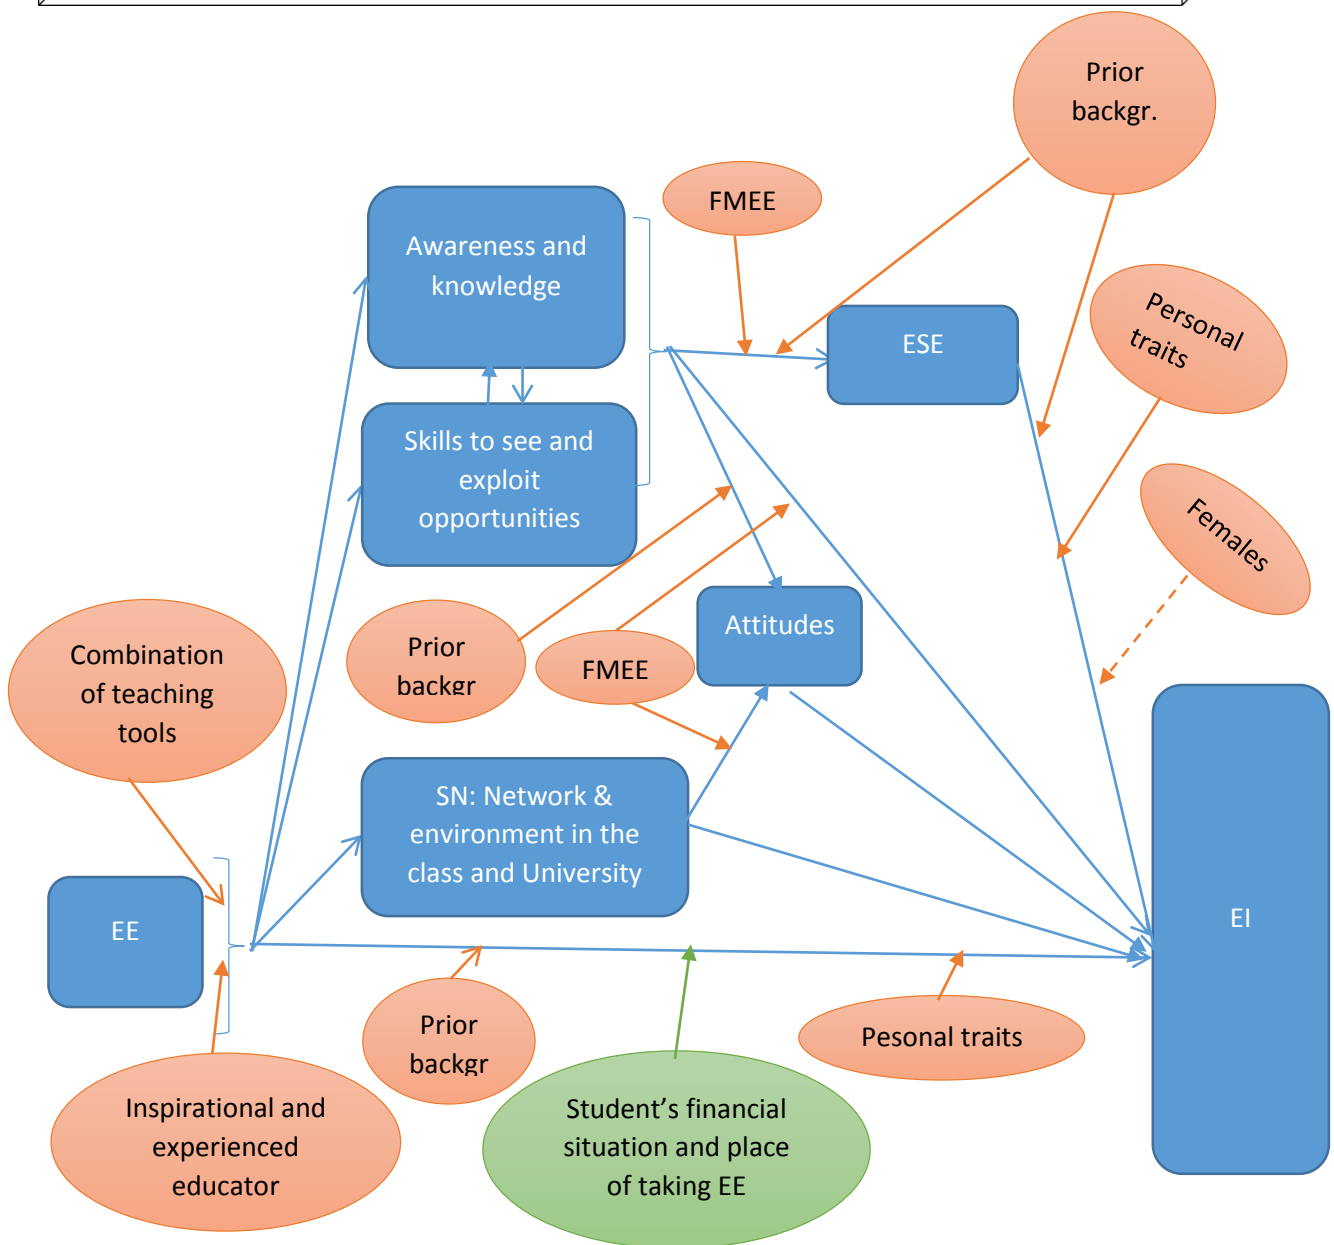 Prior
backgr.
FMEE
Awareness and
knowledge
Personal
traits
ESE
Skills to see and
exploit
opportunities
Females
Attitudes
Prior
backgr
FMEE
Combination
of teaching
tools
SN: Network &
environment in the
class and University
EE
EI
Prior
backgr
Pesonal traits
Inspirational and
experienced
educator
Student’s financial
situation and place
of taking EE